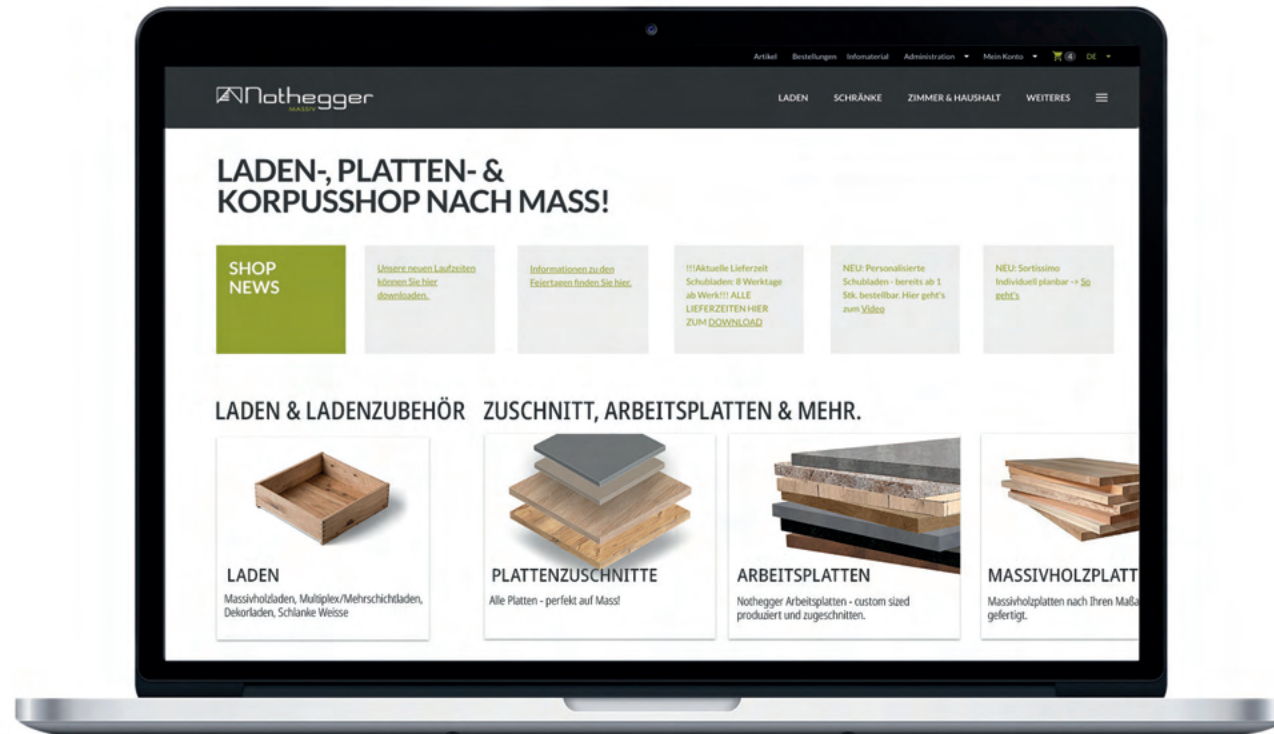 Artikel Bestellungen Infomaterial Administration Mein Konto 4 DE
Nothegger
MASSIV
LADEN SCHRÄNKE ZIMMER & HAUSHALT WEITERES
LADEN-, PLATTEN- &
KORPUSSHOP NACH MASS!
SHOP
NEWS
Unsere neuen Laufzeiten
können Sie hier
downloaden.
Informationen zu den
Feiertagen finden Sie hier.
!!!Aktuelle Lieferzeit
Schubladen: 8 Werktage
ab Werk!!! ALLE
LIEFERZEITEN HIER
ZUM DOWNLOAD
NEU: Personalisierte
Schubladen - bereits ab 1
Stk. bestellbar. Hier geht's
zum Video
NEU: Sortissimo
Individuell planbar -> So
geht's
LADEN & LADENZUBEHÖR
ZUSCHNITT, ARBEITSPLATTEN & MEHR.
LADEN
Massivholzladen, Multiplex/Mehrschichtladen,
Dekorladen, Schlanke Weisse
PLATTENZUSCHNITTE
Alle Platten - perfekt auf Mass!
ARBEITSPLATTEN
Nothegger Arbeitsplatten - custom sized
produziert und zugeschnitten.
MASSIVHOLZPLATT
Massivholzplatten nach Ihren Maßa
gefertigt.